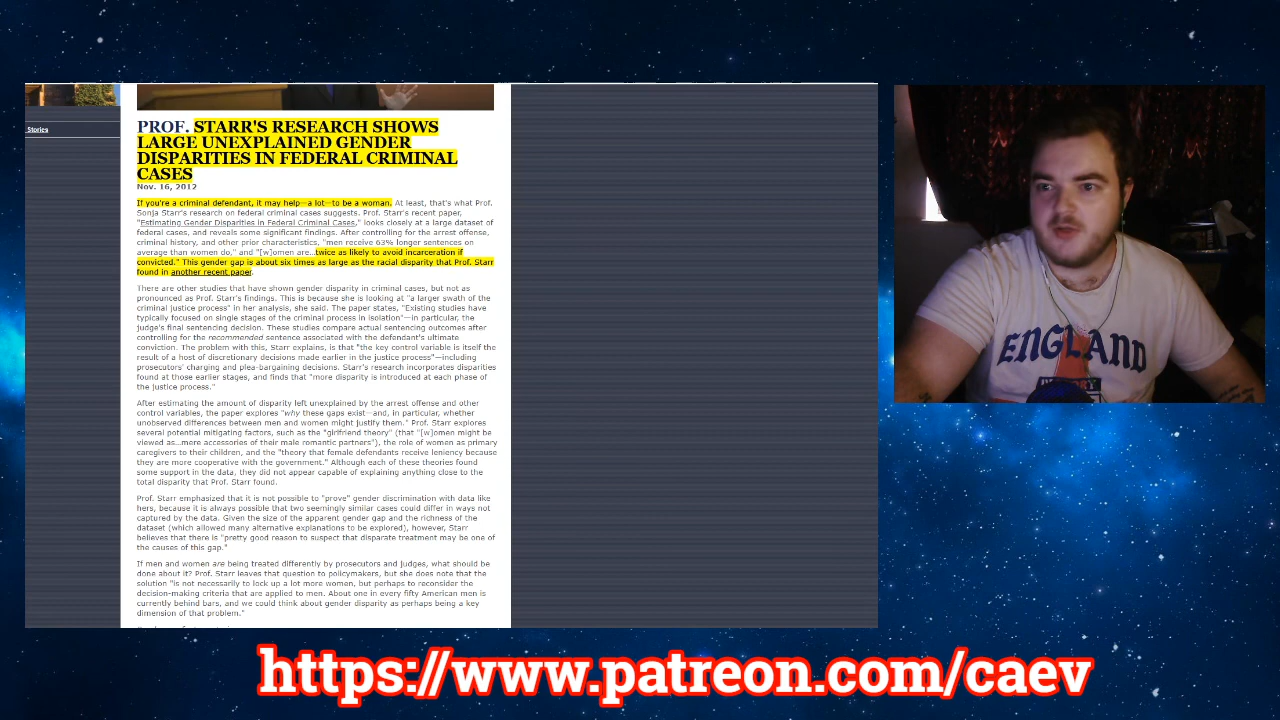 Stories
PROF. STARR'S RESEARCH SHOWS
LARGE UNEXPLAINED GENDER
DISPARITIES IN FEDERAL CRIMINAL
CASES
Nov. 16, 2012
If you're a criminal defendant, it may help—a lot—to be a woman. At least, that's what Prof.
Sonja Starr's research on federal criminal cases suggests. Prof. Starr's recent paper,
"Estimating Gender Disparities in Federal Criminal Cases," looks closely at a large dataset of
federal cases, and reveals some significant findings. After controlling for the arrest offense,
criminal history, and other prior characteristics, "men receive 63% longer sentences on
average than women do," and "[w]omen are...twice as likely to avoid incarceration if
convicted." This gender gap is about six times as large as the racial disparity that Prof. Starr
found in another recent paper.
There are other studies that have shown gender disparity in criminal cases, but not as
pronounced as Prof. Starr's findings. This is because she is looking at "a larger swath of the
criminal justice process" in her analysis, she said. The paper states, "Existing studies have
typically focused on single stages of the criminal process in isolation"—in particular, the
judge's final sentencing decision. These studies compare actual sentencing outcomes after
controlling for the recommended sentence associated with the defendant's ultimate
conviction. The problem with this, Starr explains, is that "the key control variable is itself the
result of a host of discretionary decisions made earlier in the justice process"—including
prosecutors' charging and plea-bargaining decisions. Starr's research incorporates disparities
found at those earlier stages, and finds that "more disparity is introduced at each phase of
the justice process."
After estimating the amount of disparity left unexplained by the arrest offense and other
control variables, the paper explores "why these gaps exist—and, in particular, whether
unobserved differences between men and women might justify them." Prof. Starr explores
several potential mitigating factors, such as the "girlfriend theory" (that "[w]omen might be
viewed as...mere accessories of their male romantic partners"), the role of women as primary
caregivers to their children, and the "theory that female defendants receive leniency because
they are more cooperative with the government." Although each of these theories found
some support in the data, they did not appear capable of explaining anything close to the
total disparity that Prof. Starr found.
Prof. Starr emphasized that it is not possible to "prove" gender discrimination with data like
hers, because it is always possible that two seemingly similar cases could differ in ways not
captured by the data. Given the size of the apparent gender gap and the richness of the
dataset (which allowed many alternative explanations to be explored), however, Starr
believes that there is "pretty good reason to suspect that disparate treatment may be one of
the causes of this gap."
If men and women are being treated differently by prosecutors and judges, what should be
done about it? Prof. Starr leaves that question to policymakers, but she does note that the
solution "is not necessarily to lock up a lot more women, but perhaps to reconsider the
decision-making criteria that are applied to men. About one in every fifty American men is
currently behind bars, and we could think about gender disparity as perhaps being a key
dimension of that problem."
ENGLAND
https://www.patreon.com/caev